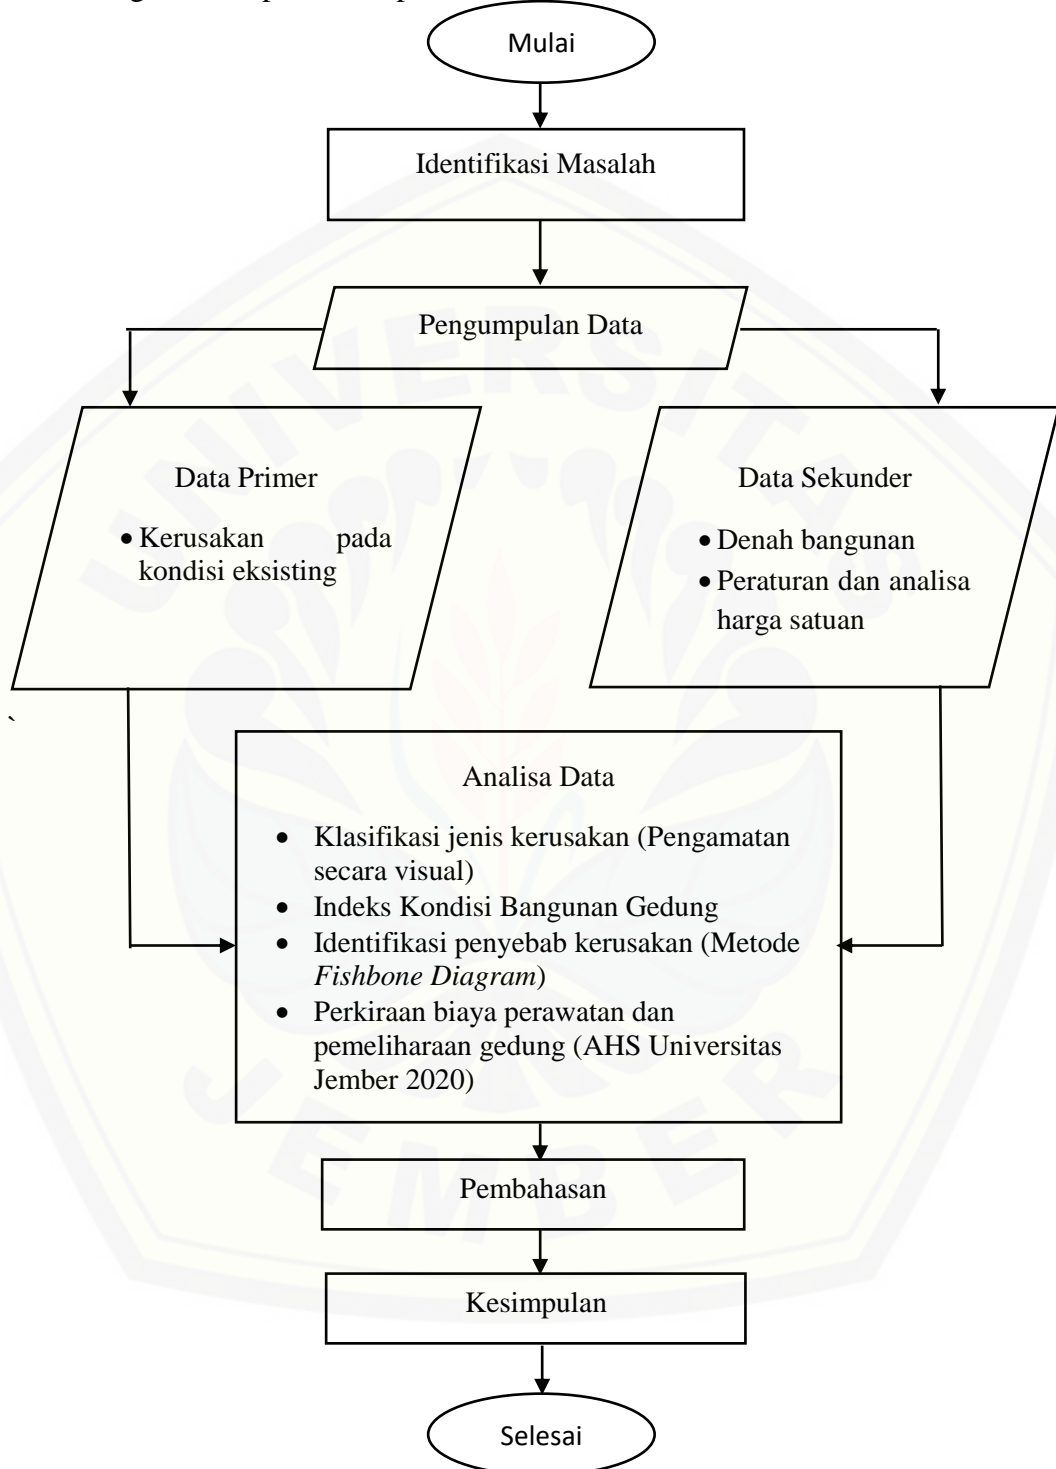 Mulai
Identifikasi Masalah
Pengumpulan Data
Data Primer
• Kerusakan pada
kondisi eksisting
Data Sekunder
• Denah bangunan
• Peraturan dan analisa
harga satuan
`
Analisa Data
• Klasifikasi jenis kerusakan (Pengamatan
secara visual)
• Indeks Kondisi Bangunan Gedung
• Identifikasi penyebab kerusakan (Metode
Fishbone Diagram)
• Perkiraan biaya perawatan dan
pemeliharaan gedung (AHS Universitas
Jember 2020)
Pembahasan
Kesimpulan
Selesai
UNIVERSITAS
JEMBER